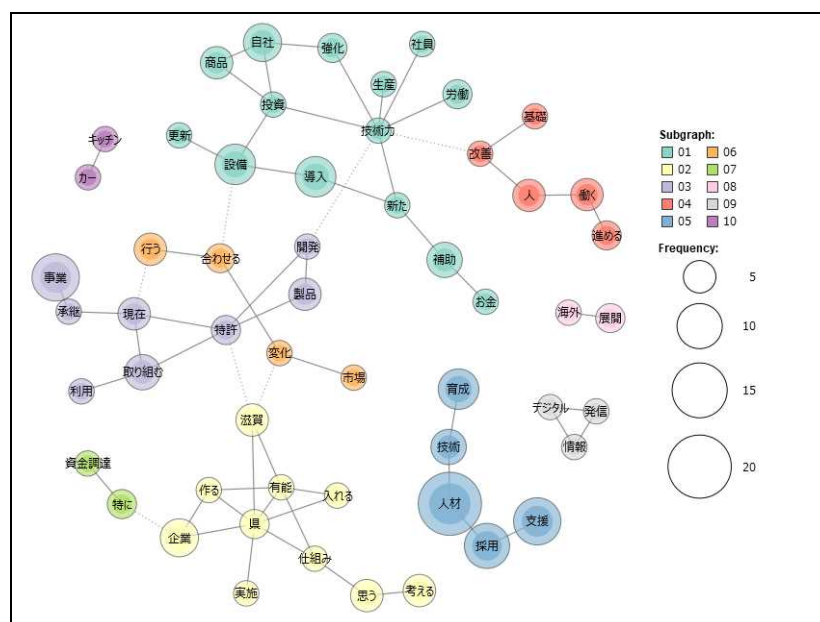 自社
強化
社員
商品
生産
労働
投資
技術力
基礎
キッチン
更新
改善
カー
設備
導入
人
働く
新た
進める
行う
合わせる
開発
補助
事業
製品
お金
承継
現在
特許
海外
展開
変化
取り組む
市場
利用
育成
滋賀
デジタル
発信
技術
情報
資金調達
作る
有能
入れる
特に
人材
県
支援
企業
採用
仕組み
実施
思う
考える
Subgraph:
01 06
02 07
03 08
04 09
05 10
Frequency:
5
10
15
20